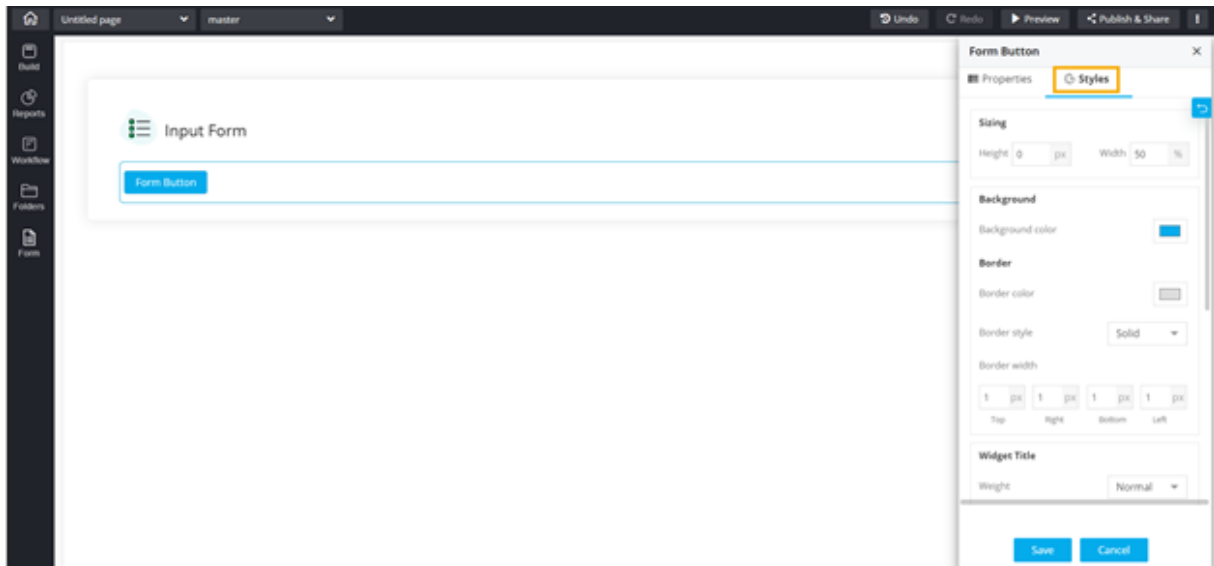 Untitled page master Undo Redo Preview Publish & Share
Build
Reports
Workflow
Folders
Form
Input Form
Form Button
Form Button
Properties Styles
Sizing
Height 0 px Width 50 %
Background
Background color
Border
Border color
Border style Solid
Border width
1 px 1 px 1 px 1 px
Top Right Bottom Left
Widget Title
Weight Normal
Save Cancel